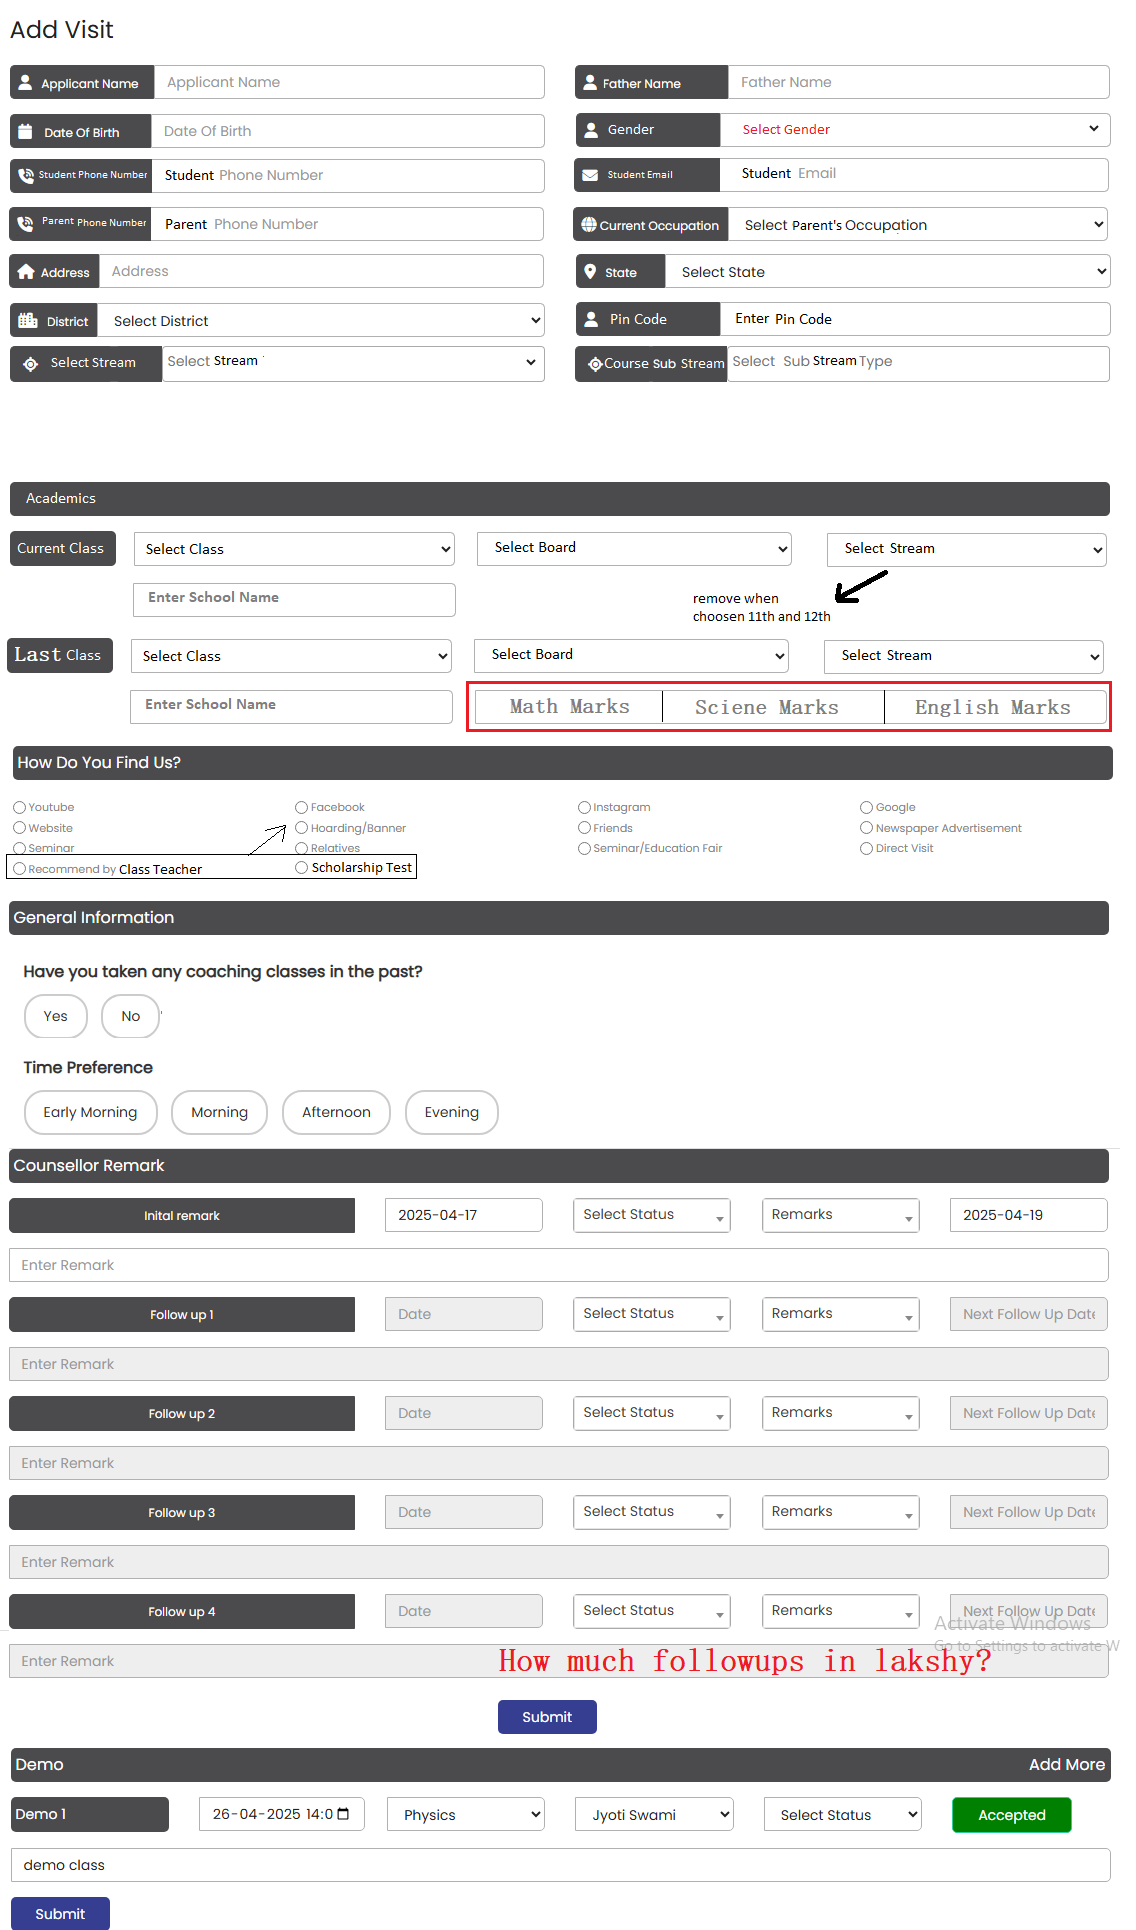 Add Visit
Applicant Name Applicant Name Father Name Father Name
Date Of Birth Date Of Birth Gender Select Gender
Student Phone Number Student Phone Number Student Email Student Email
Parent Phone Number Parent Phone Number Current Occupation Select Parent's Occupation
Address Address State Select State
District Select District Pin Code Enter Pin Code
Select Stream Select Stream Course Sub Stream Select Sub Stream Type
Academics
Current Class Select Class Select Board Select Stream
Enter School Name
remove when
choosen 11th and 12th
Last Class Select Class Select Board Select Stream
Enter School Name Math Marks Sciene Marks English Marks
How Do You Find Us?
Youtube Facebook Instagram Google
Website Hoarding/Banner Friends Newspaper Advertisement
Seminar Relatives Seminar/Education Fair Direct Visit
Recommend by Class Teacher Scholarship Test
General Information
Have you taken any coaching classes in the past?
Yes No
Time Preference
Early Morning Morning Afternoon Evening
Counsellor Remark
Inital remark 2025-04-17 Select Status Remarks 2025-04-19
Enter Remark
Follow up 1 Date Select Status Remarks Next Follow Up Date
Enter Remark
Follow up 2 Date Select Status Remarks Next Follow Up Date
Enter Remark
Follow up 3 Date Select Status Remarks Next Follow Up Date
Enter Remark
Follow up 4 Date Select Status Remarks Next Follow Up Date
Activate Windows
Go to Settings to activate W
Enter Remark How much followups in lakshy?
Submit
Demo Add More
Demo 1 26-04-2025 14:0 Physics Jyoti Swami Select Status Accepted
demo class
Submit